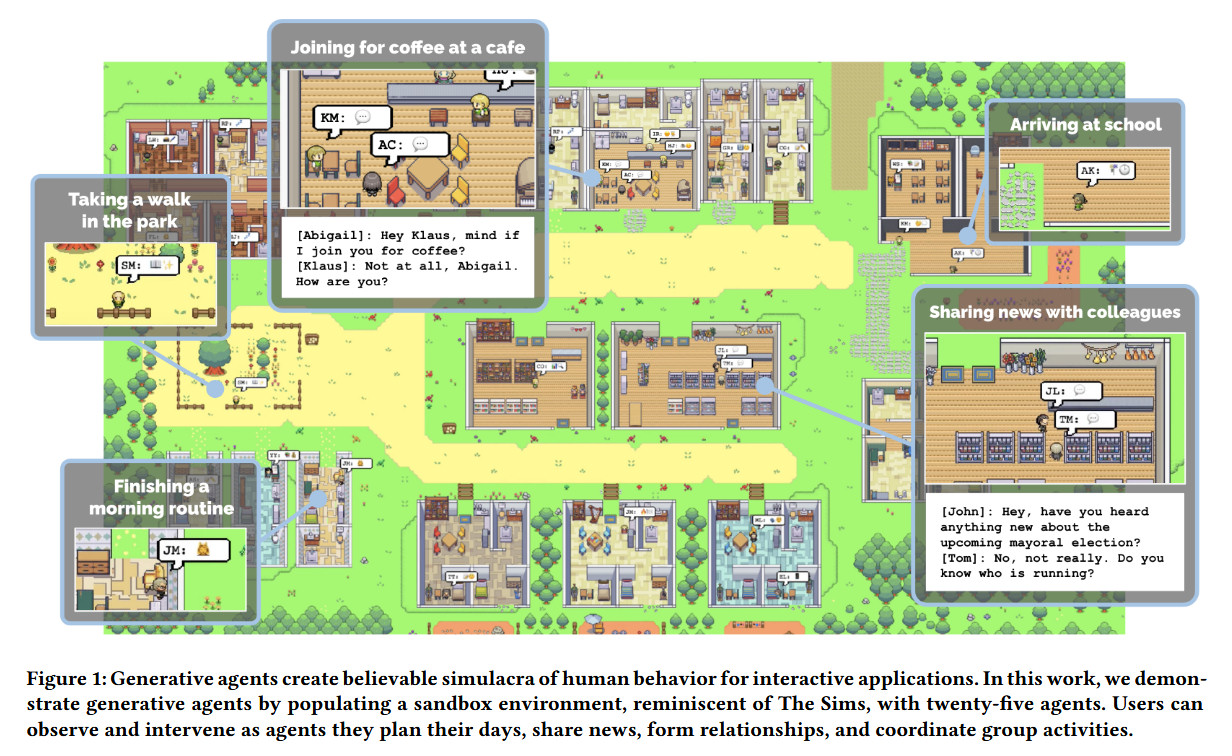 Joining for coffee at a cafe
KM:
AC:
[Abigail]: Hey Klaus, mind if
I join you for coffee?
[Klaus]: Not at all, Abigail.
How are you?
Taking a walk
in the park
SM:
Arriving at school
AK:
Sharing news with colleagues
JL:
TM:
[John]: Hey, have you heard
anything new about the
upcoming mayoral election?
[Tom]: No, not really. Do you
know who is running?
Finishing a
morning routine
JM:
Figure 1: Generative agents create believable simulacra of human behavior for interactive applications. In this work, we demon-
strate generative agents by populating a sandbox environment, reminiscent of The Sims, with twenty-five agents. Users can
observe and intervene as agents they plan their days, share news, form relationships, and coordinate group activities.